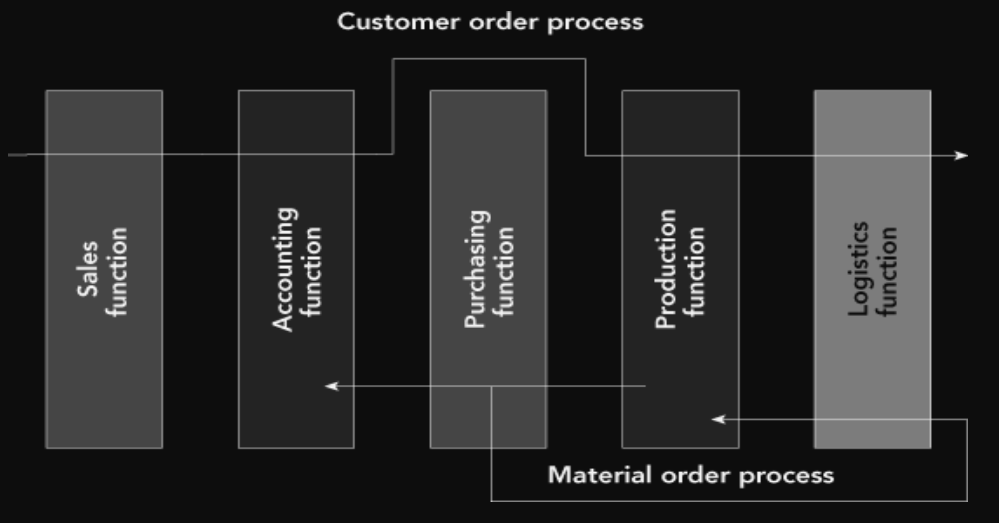 Customer order process
Sales
function
Accounting
function
Purchasing
function
Production
function
Logistics
function
Material order process